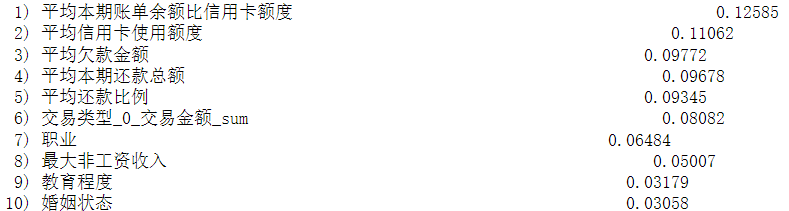 1) 平均本期账单余额比信用卡额度 0.12585
2) 平均信用卡使用额度 0.11062
3) 平均欠款金额 0.09772
4) 平均本期还款总额 0.09678
5) 平均还款比例 0.09345
6) 交易类型_0_交易金额_sum 0.08082
7) 职业 0.06484
8) 最大非工资收入 0.05007
9) 教育程度 0.03179
10) 婚姻状态 0.03058